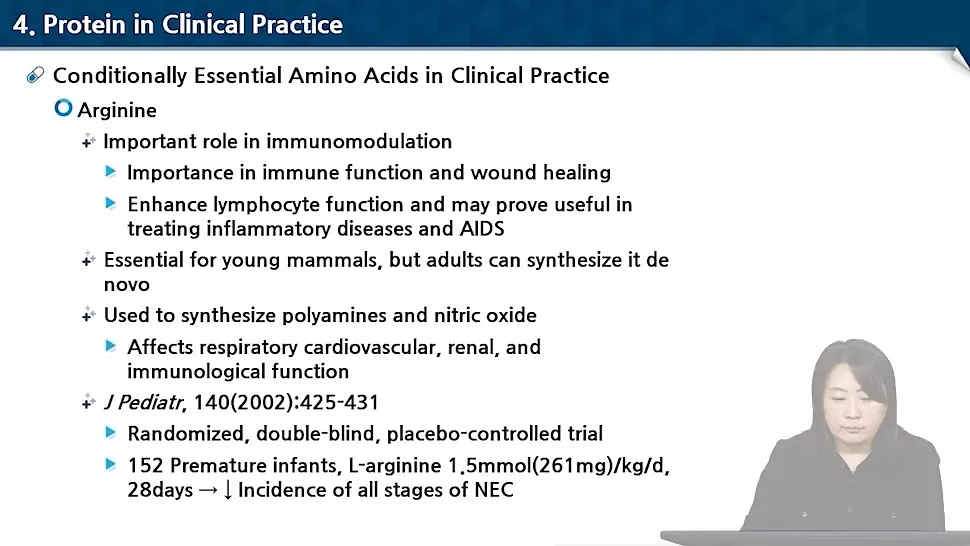 4. Protein in Clinical Practice
Conditionally Essential Amino Acids in Clinical Practice
Arginine
Important role in immunomodulation
Importance in immune function and wound healing
Enhance lymphocyte function and may prove useful in
treating inflammatory diseases and AIDS
Essential for young mammals, but adults can synthesize it de
novo
Used to synthesize polyamines and nitric oxide
Affects respiratory cardiovascular, renal, and
immunological function
J Pediatr, 140(2002):425-431
Randomized, double-blind, placebo-controlled trial
152 Premature infants, L-arginine 1.5mmol(261mg)/kg/d,
28days → ↓ Incidence of all stages of NEC